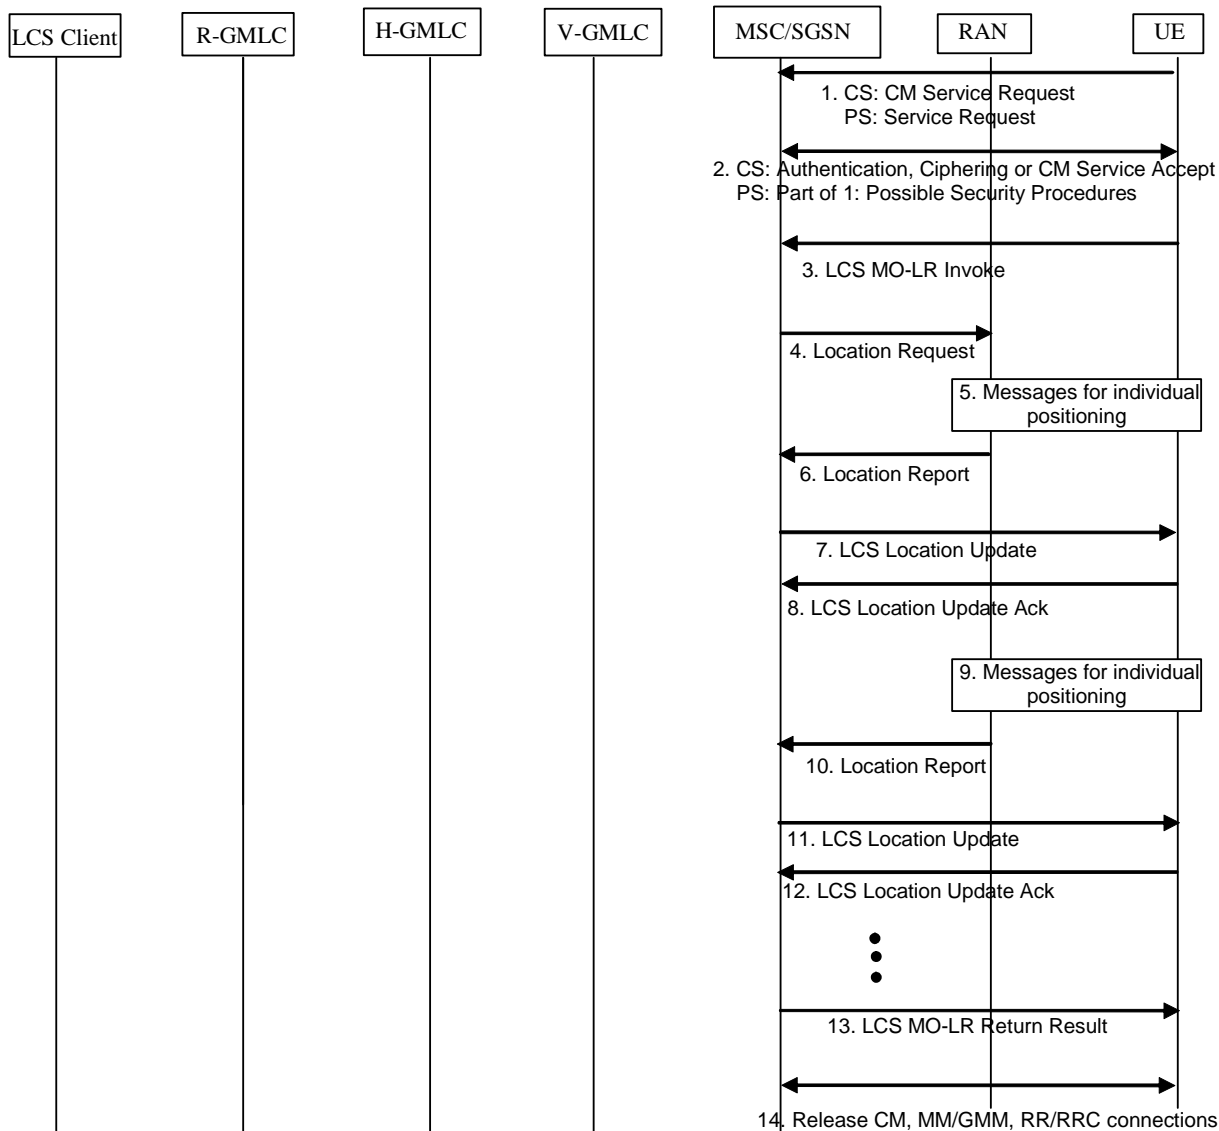 LCS Client
R-GMLC
H-GMLC
V-GMLC
MSC/SGSN
RAN
UE
1. CS: CM Service Request
PS: Service Request
2. CS: Authentication, Ciphering or CM Service Accept
PS: Part of 1: Possible Security Procedures
3. LCS MO-LR Invoke
4. Location Request
5. Messages for individual
positioning
6. Location Report
7. LCS Location Update
8. LCS Location Update Ack
9. Messages for individual
positioning
10. Location Report
11. LCS Location Update
12. LCS Location Update Ack
13. LCS MO-LR Return Result
14. Release CM, MM/GMM, RR/RRC connections